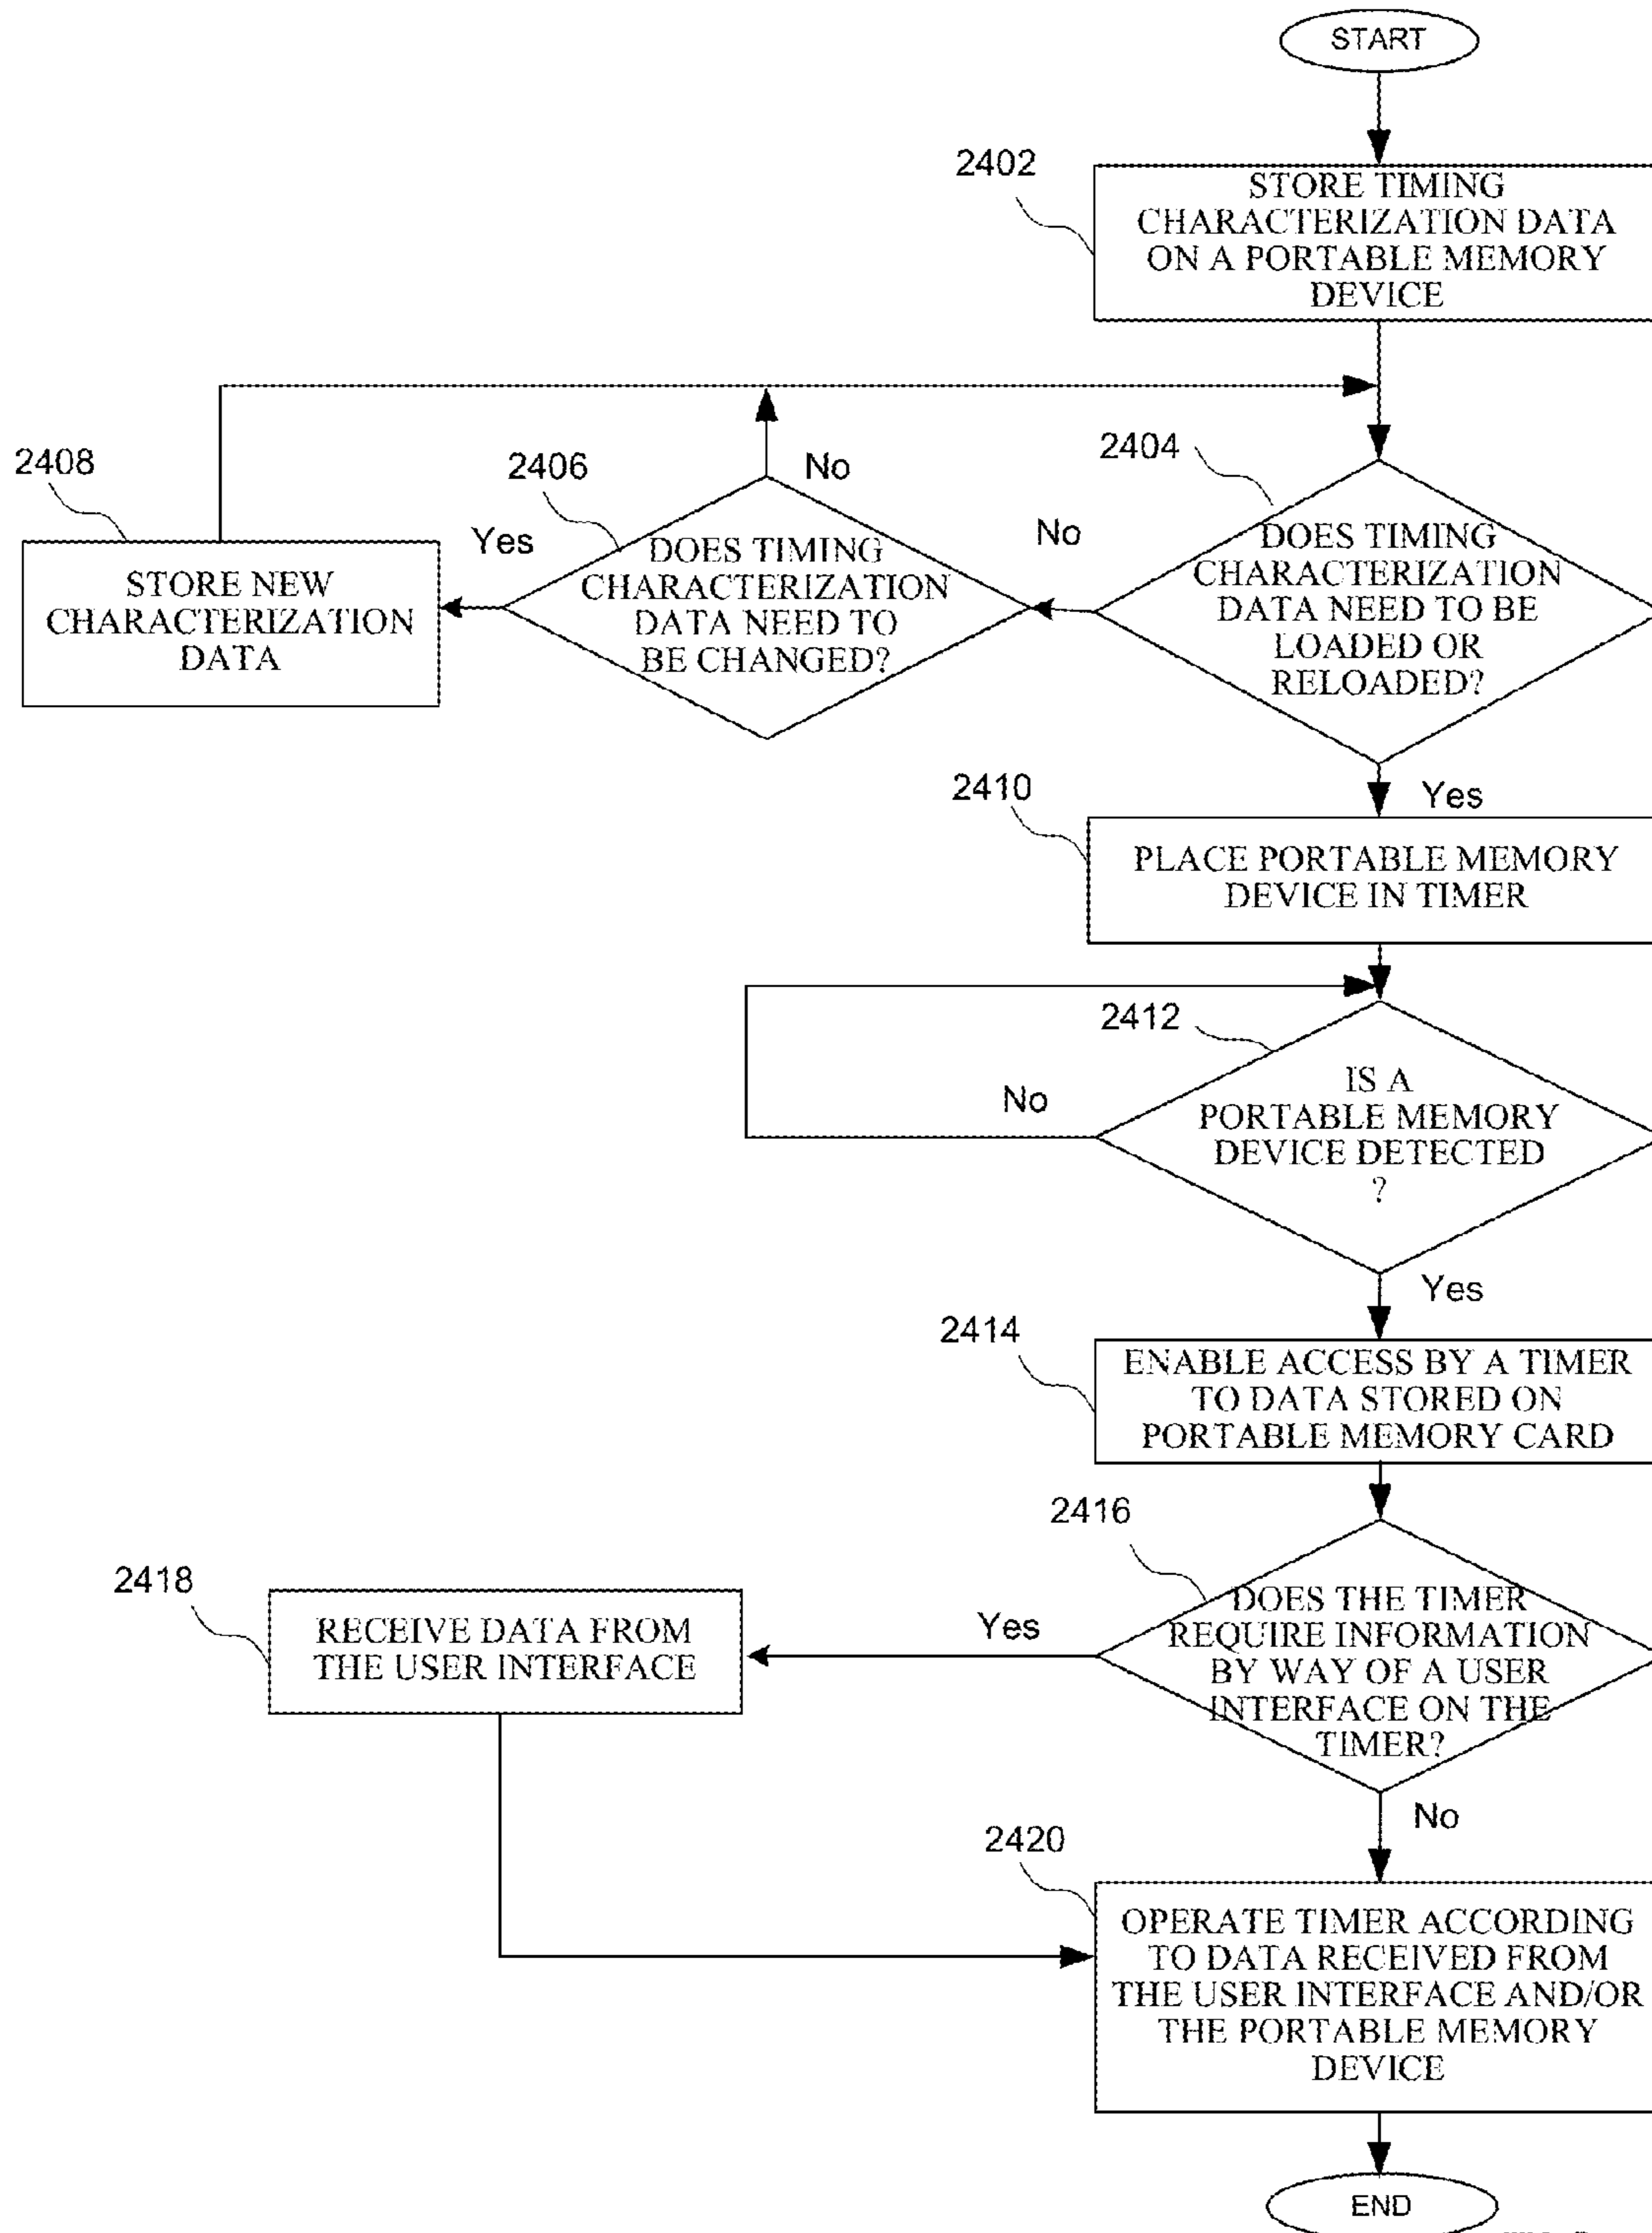 START
2402
STORE TIMING
CHARACTERIZATION DATA
ON A PORTABLE MEMORY
DEVICE
2404
DOES TIMING
CHARACTERIZATION
DATA NEED TO BE
LOADED OR
RELOADED?
No
2406
DOES TIMING
CHARACTERIZATION
DATA NEED TO
BE CHANGED?
No
Yes
2408
STORE NEW
CHARACTERIZATION
DATA
Yes
2410
PLACE PORTABLE MEMORY
DEVICE IN TIMER
2412
IS A
PORTABLE MEMORY
DEVICE DETECTED
?
No
Yes
2414
ENABLE ACCESS BY A TIMER
TO DATA STORED ON
PORTABLE MEMORY CARD
2416
DOES THE TIMER
REQUIRE INFORMATION
BY WAY OF A USER
INTERFACE ON THE
TIMER?
Yes
2418
RECEIVE DATA FROM
THE USER INTERFACE
No
2420
OPERATE TIMER ACCORDING
TO DATA RECEIVED FROM
THE USER INTERFACE AND/OR
THE PORTABLE MEMORY
DEVICE
END